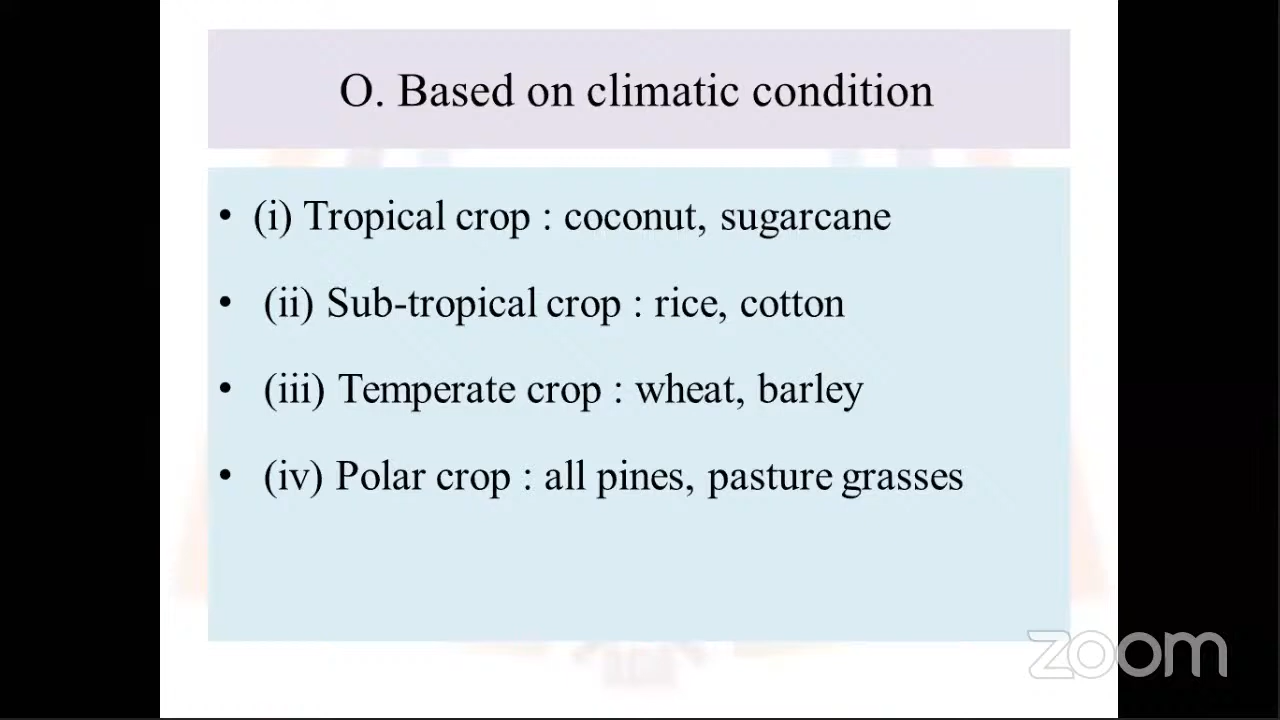 O. Based on climatic condition
• (i) Tropical crop : coconut, sugarcane
• (ii) Sub-tropical crop : rice, cotton
• (iii) Temperate crop : wheat, barley
• (iv) Polar crop : all pines, pasture grasses
zoom